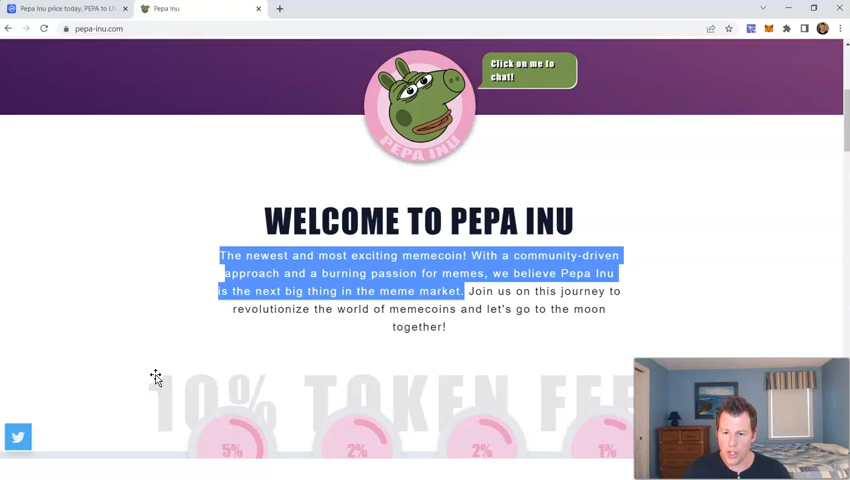 Pepa Inu price today, PEPA to U
Pepa Inu
pepa-inu.com
Click on me to
chat!
PEPA INU
WELCOME TO PEPA INU
The newest and most exciting memecoin! With a community-driven
approach and a burning passion for memes, we believe Pepa Inu
is the next big thing in the meme market. Join us on this journey to
revolutionize the world of memecoins and let's go to the moon
together!
10% TOKEN FEE
5% 2% 2% 1%